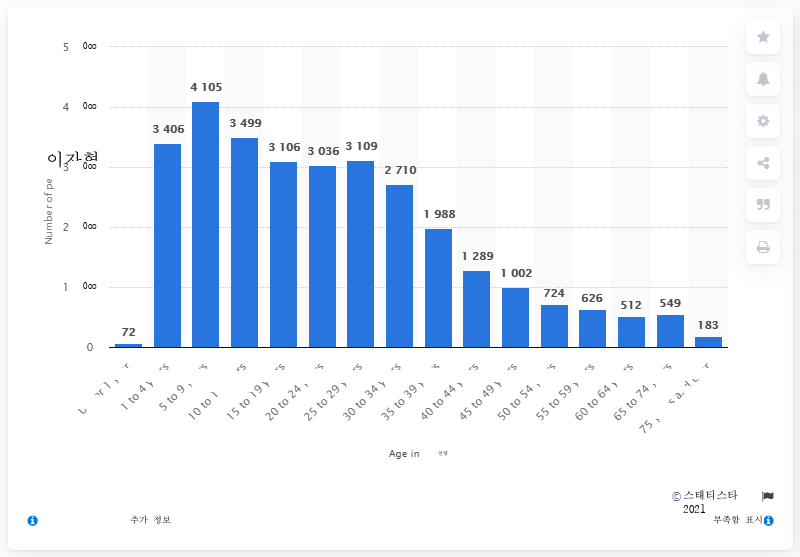 5 000
4 105
4 000
3 499
3 406
3 106
3 036
3 109
이자형
3 000
2 710
Number of pe
1 988
2 000
1 289
1 002
1 000
724
626
512
549
183
72
0
1 to 4
5 to 9
10 to
15 to 19
20 to 24
25 to 29
30 to 34
35 to 39
40 to 44
45 to 49
50 to 54
55 to 59
60 to 64
65 to 74
75
Age in 연령
© 스태티스타 2021
추가 정보
부족함 표시